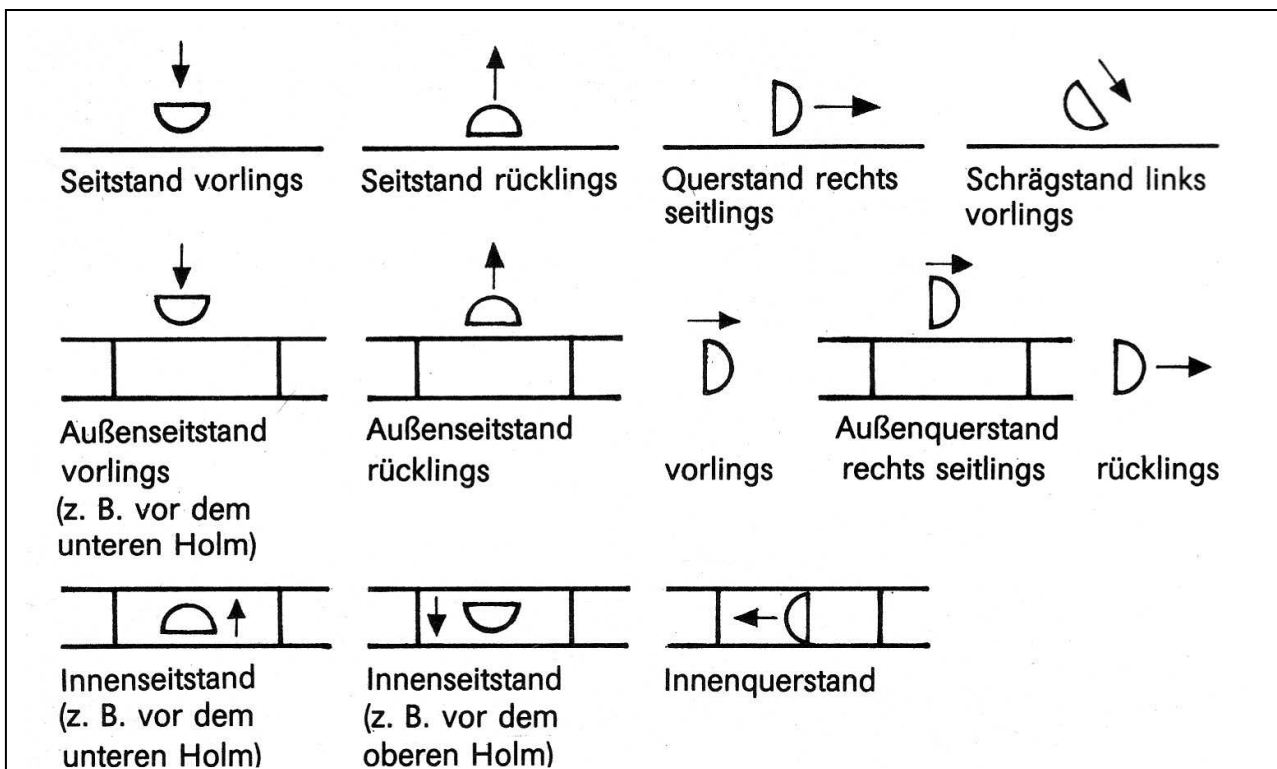 Seitstand vorlings
Seitstand rücklings
Querstand rechts
seitlings
Schrägstand links
vorlings
Außenseitstand
vorlings
(z. B. vor dem
unteren Holm)
Außenseitstand
rücklings
vorlings
Außenquerstand
rechts seitlings
rücklings
Innenseitstand
(z. B. vor dem
unteren Holm)
Innenseitstand
(z. B. vor dem
oberen Holm)
Innenquerstand